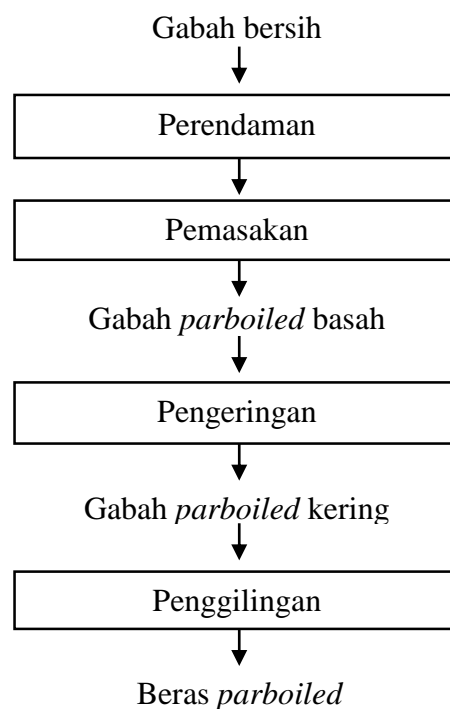 Gabah bersih
Perendaman
Pemasakan
Gabah parboiled basah
Pengeringan
Gabah parboiled kering
Penggilingan
Beras parboiled